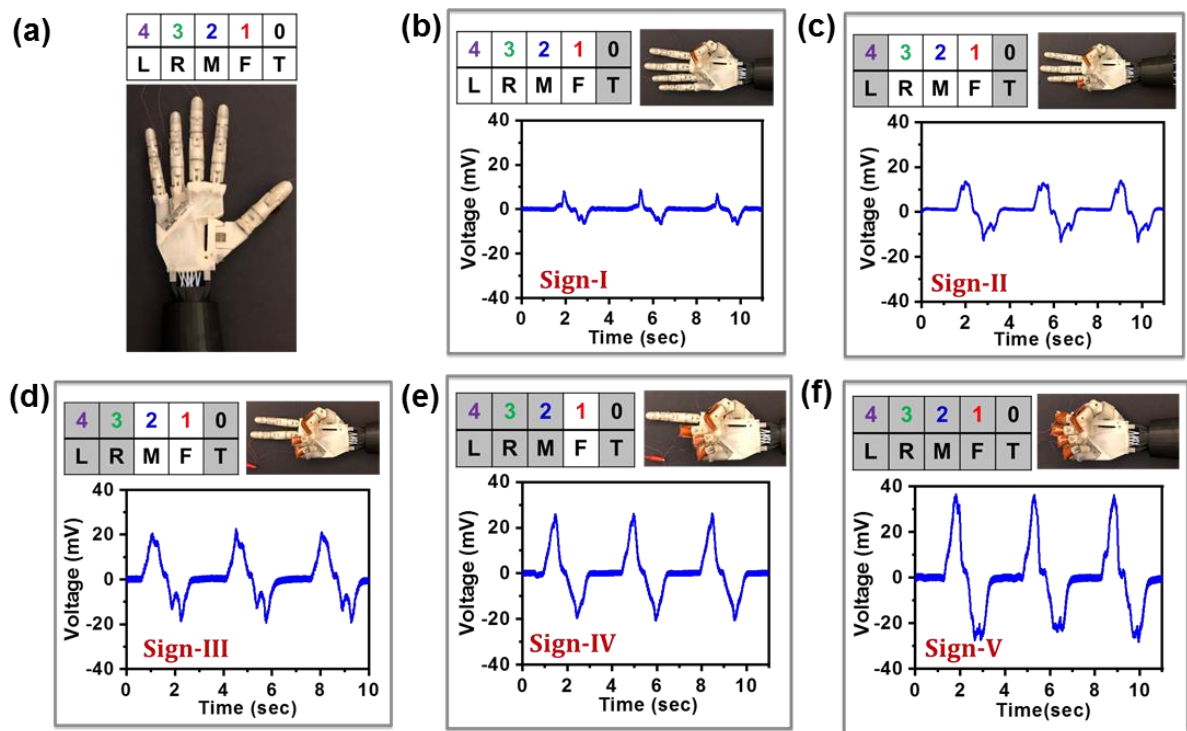 (a)
4 3 2 1 0
L R M F T
(b)
4 3 2 1 0
L R M F T
Voltage (mV)
40
20
0
-20
-40
Sign-I
0 2 4 6 8 10
Time (sec)
(c)
4 3 2 1 0
L R M F T
Voltage (mV)
40
20
0
-20
-40
Sign-II
0 2 4 6 8 10
Time (sec)
(d)
4 3 2 1 0
L R M F T
Voltage (mV)
40
20
0
-20
-40
Sign-III
0 2 4 6 8 10
Time (sec)
(e)
4 3 2 1 0
L R M F T
Voltage (mV)
40
20
0
-20
-40
Sign-IV
0 2 4 6 8 10
Time (sec)
(f)
4 3 2 1 0
L R M F T
Voltage (mV)
40
20
0
-20
-40
Sign-V
0 2 4 6 8 10
Time(sec)